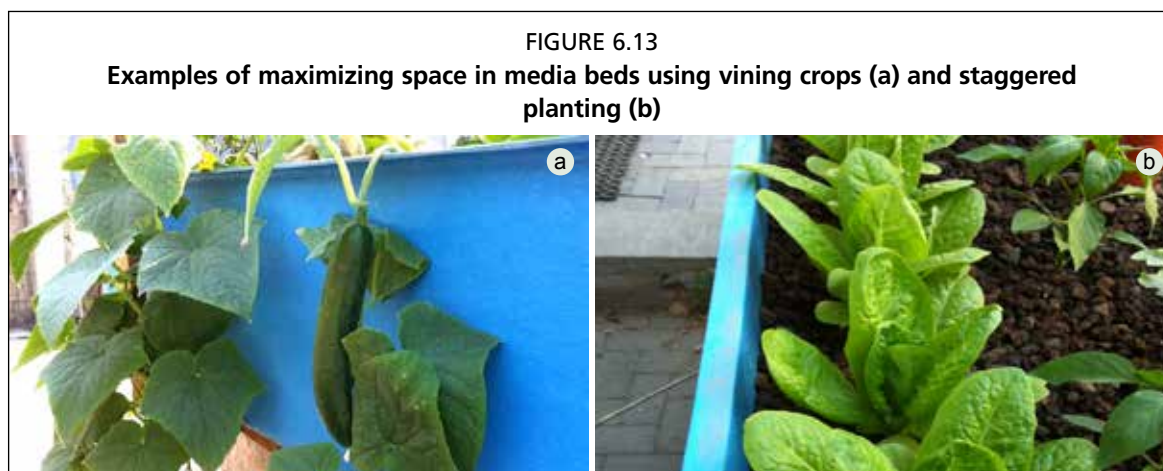 FIGURE 6.13
Examples of maximizing space in media beds using vining crops (a) and staggered
planting (b)
a
b